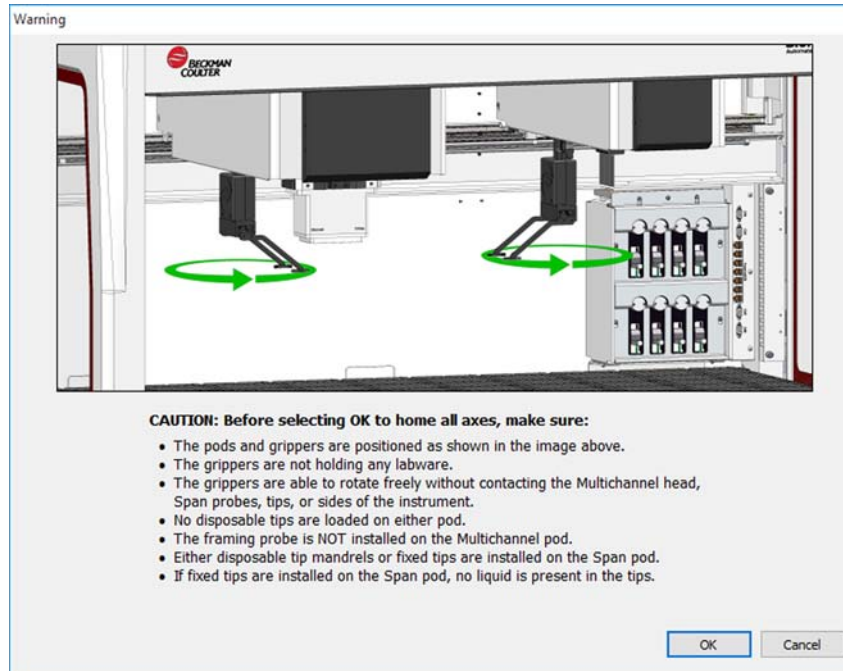 Warning
BECKMAN
COULTER
CAUTION: Before selecting OK to home all axes, make sure:
• The pods and grippers are positioned as shown in the image above.
• The grippers are not holding any labware.
• The grippers are able to rotate freely without contacting the Multichannel head,
Span probes, tips, or sides of the instrument.
• No disposable tips are loaded on either pod.
• The framing probe is NOT installed on the Multichannel pod.
• Either disposable tip mandrels or fixed tips are installed on the Span pod.
• If fixed tips are installed on the Span pod, no liquid is present in the tips.
OK
Cancel